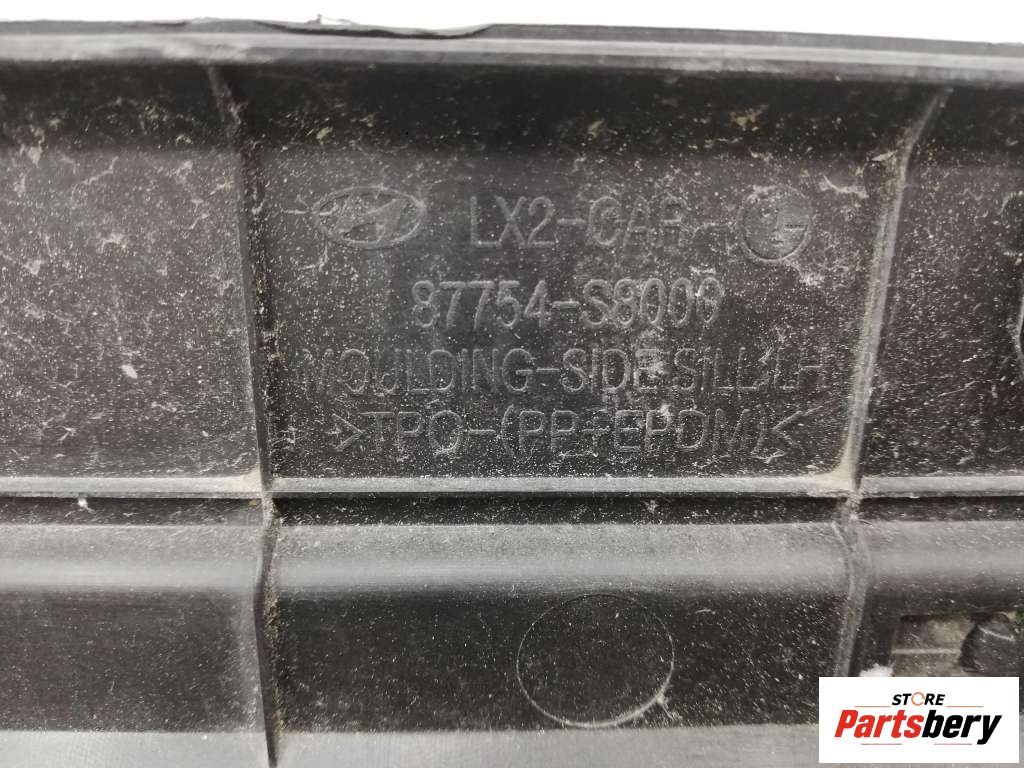 LX2-CAR
87754-S8000
MOULDING-SIDE SILL,LH
>TPO-(PP+EPDM)<
STORE
Partsbery